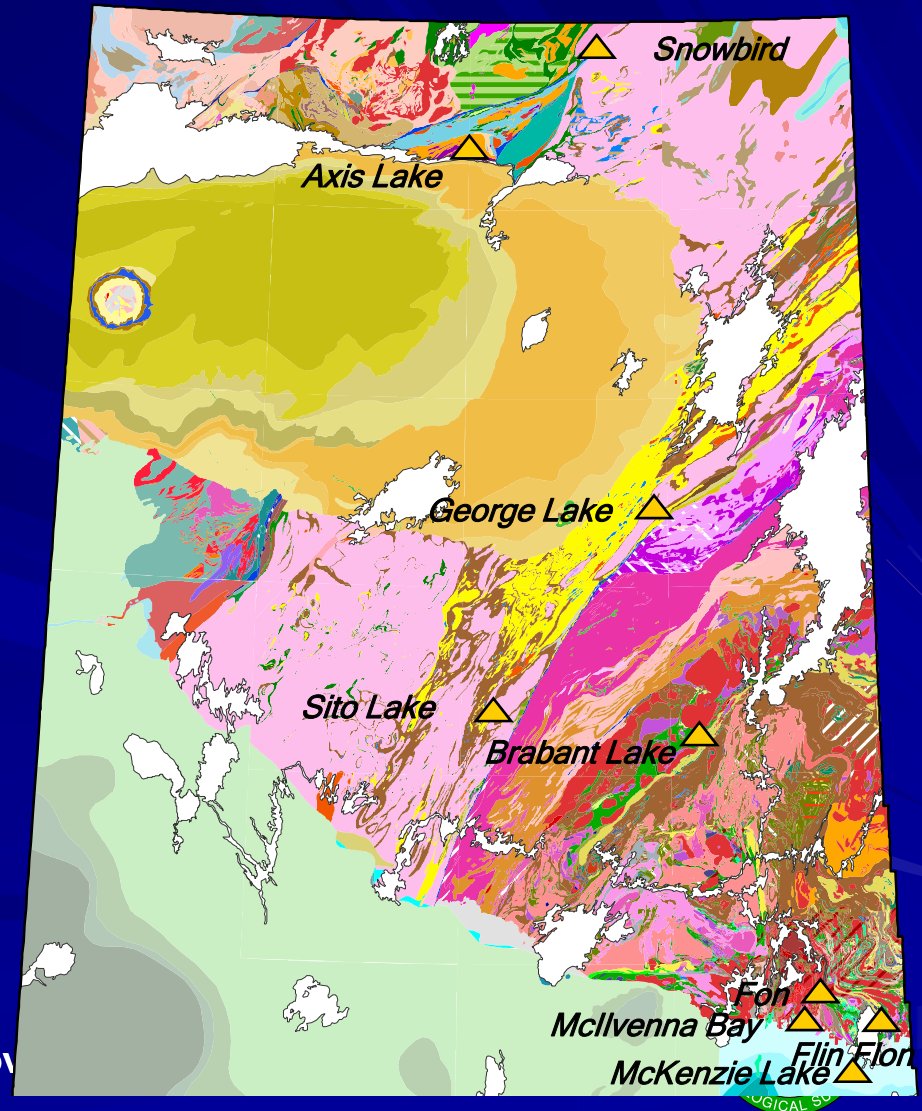 Snowbird
Axis Lake
George Lake
Sito Lake
Brabant Lake
Fon
McIlvenna Bay
Flin Flon
McKenzie Lake